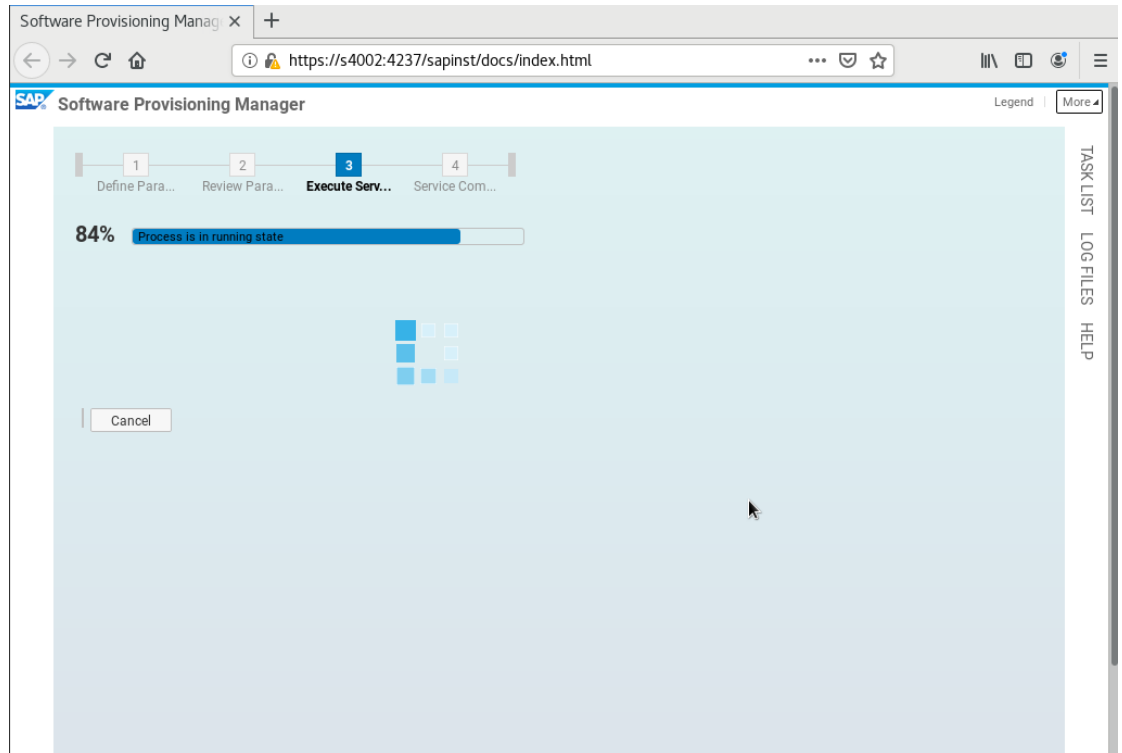 Software Provisioning Manag
https://s4002:4237/sapinst/docs/index.html
SAP Software Provisioning Manager
Legend
More
1
2
3
4
Define Para...
Review Para...
Execute Serv...
Service Com...
84%
Process is in running state
Cancel
TASK LIST
LOG FILES
HELP